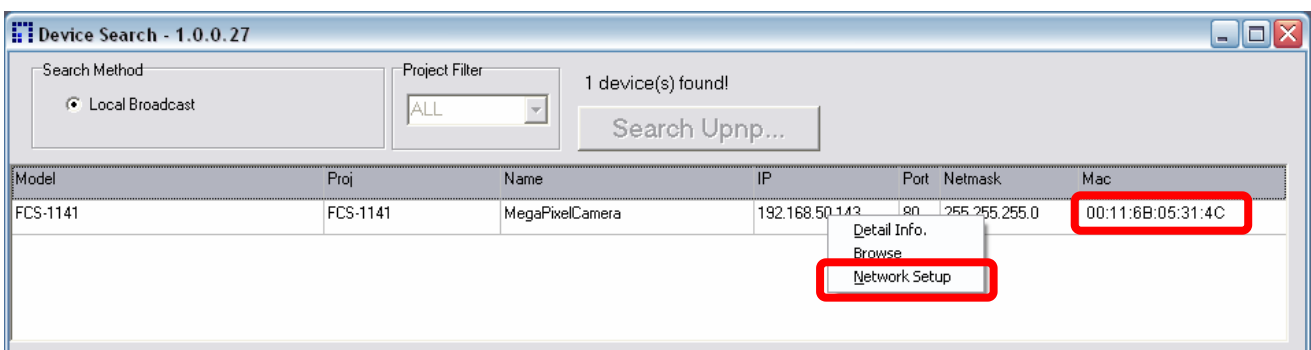 Device Search - 1.0.0.27
Search Method
Project Filter
1 device(s) found!
Local Broadcast
ALL
Search Upnp...
Model Proj Name IP Port Netmask Mac
FCS-1141 FCS-1141 MegaPixelCamera 192.168.50.143 80 255.255.255.0 00:11:6B:05:31:4C
Detail Info.
Browse
Network Setup